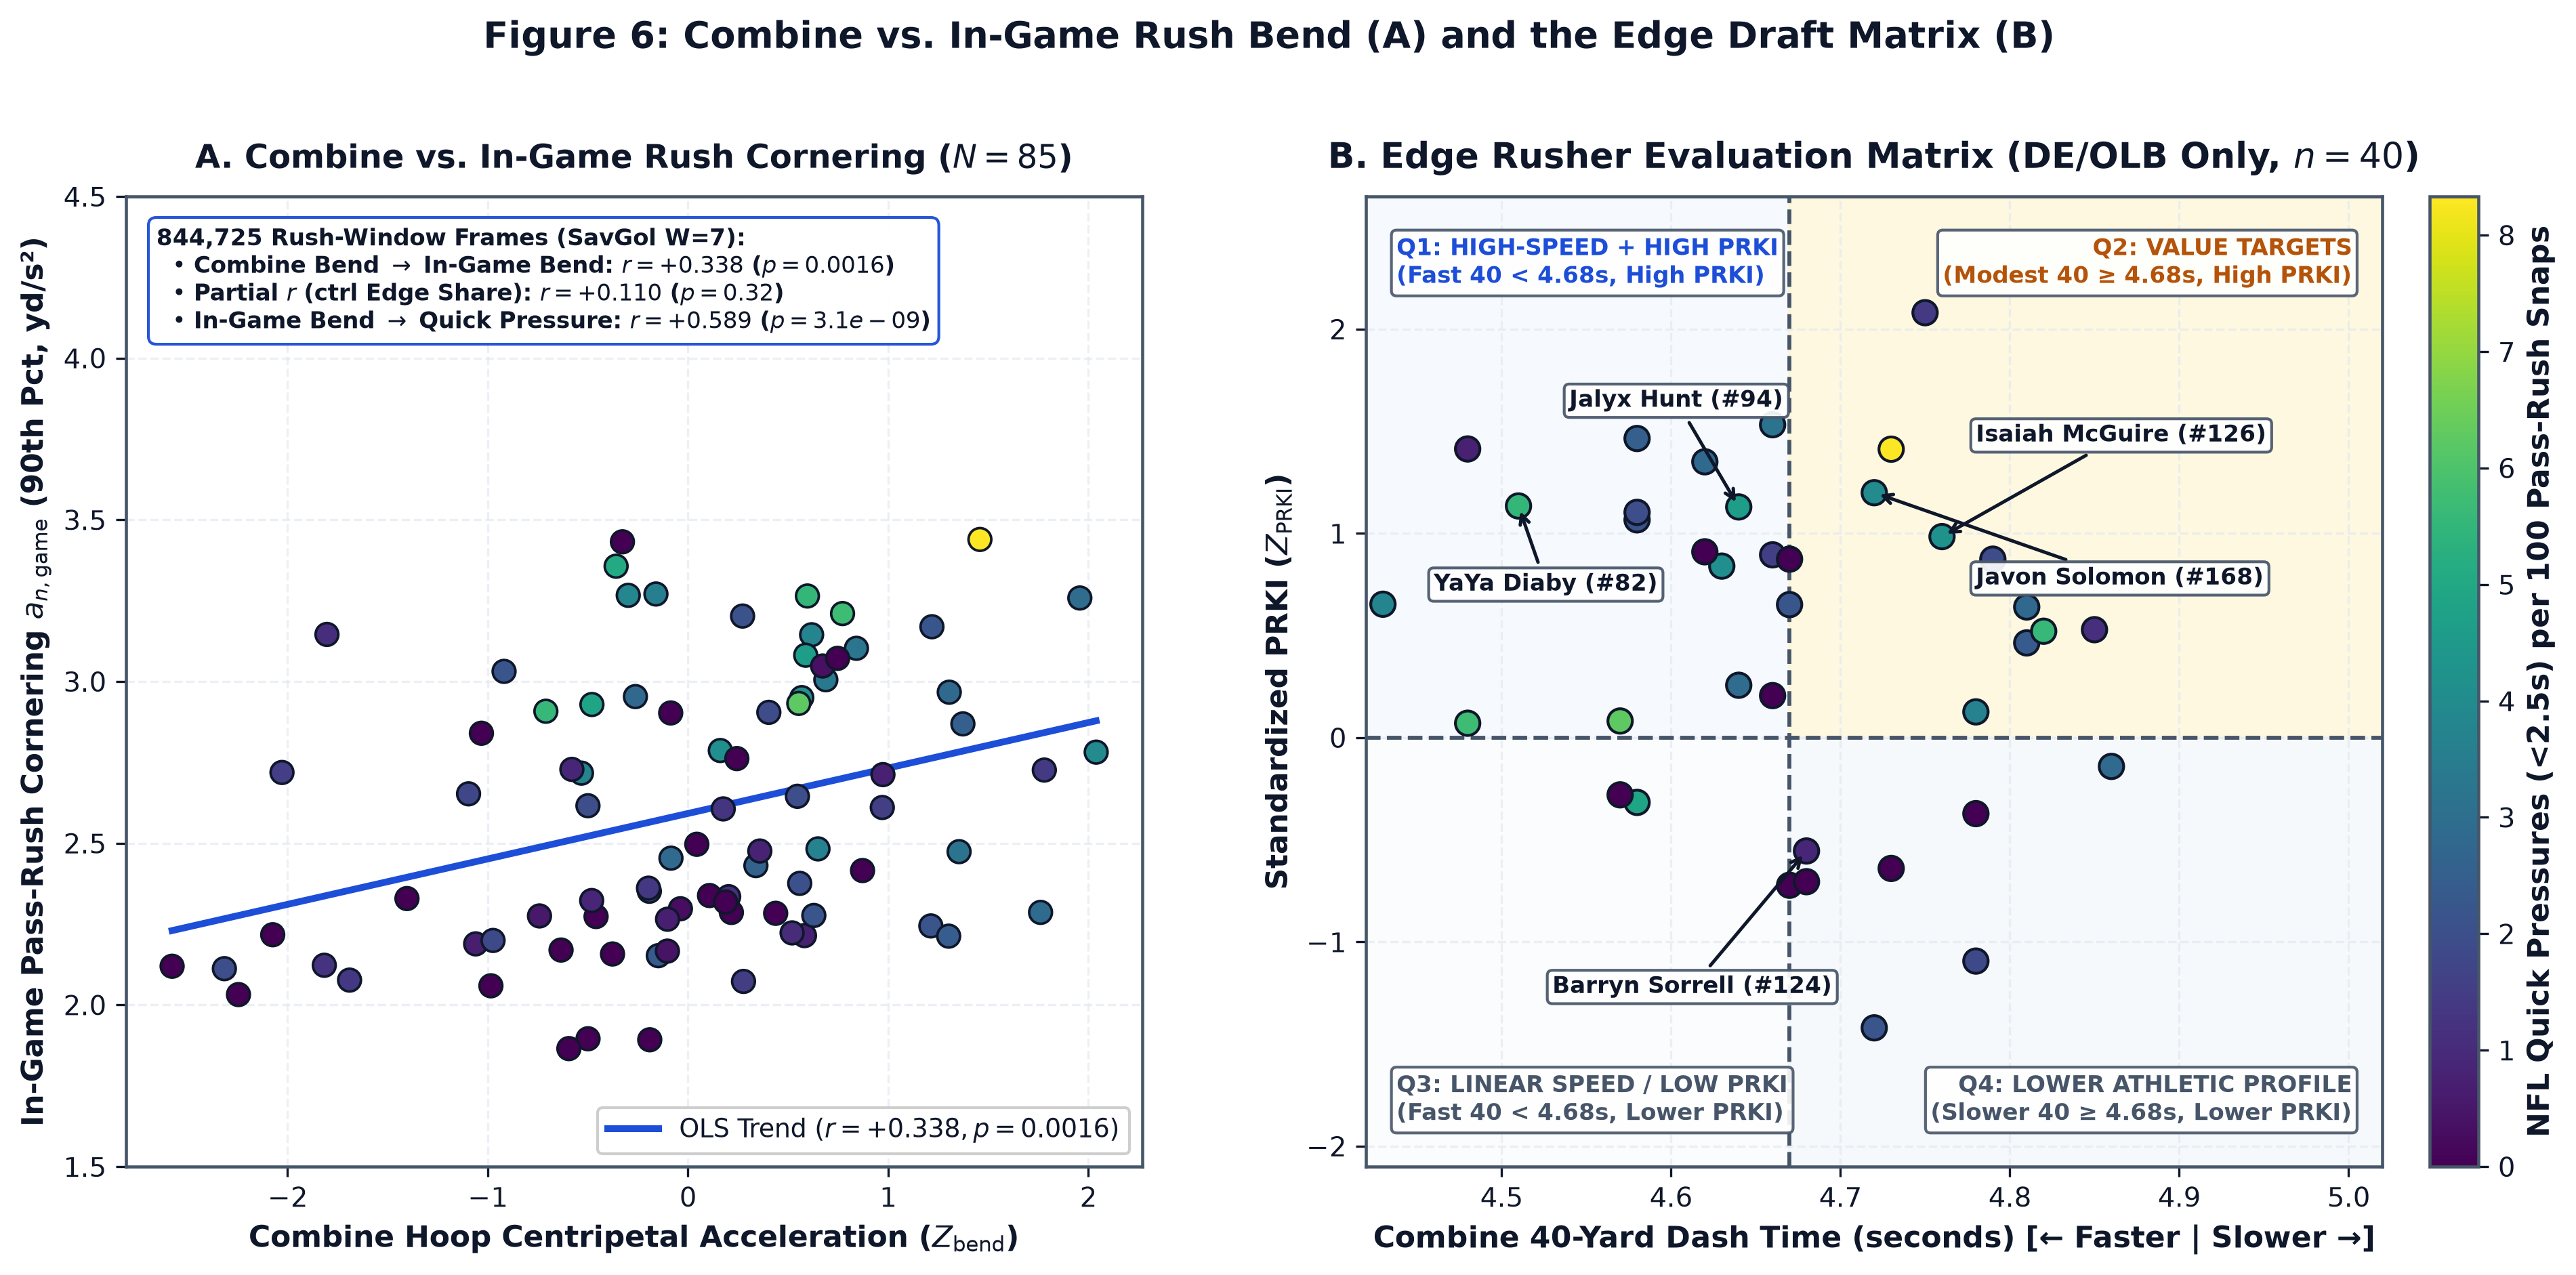 Figure 6: Combine vs. In-Game Rush Bend (A) and the Edge Draft Matrix (B)
A. Combine vs. In-Game Rush Cornering (N = 85)
844,725 Rush-Window Frames (SavGol W=7):
• Combine Bend → In-Game Bend: r = +0.338 (p = 0.0016)
• Partial r (ctrl Edge Share): r = +0.110 (p = 0.32)
• In-Game Bend → Quick Pressure: r = +0.589 (p = 3.1e − 09)
In-Game Pass-Rush Cornering a_{n, game} (90th Pct, yd/s²)
4.5
4.0
3.5
3.0
2.5
2.0
1.5
OLS Trend (r = +0.338, p = 0.0016)
−2
−1
0
1
2
Combine Hoop Centripetal Acceleration (Z_{bend})
B. Edge Rusher Evaluation Matrix (DE/OLB Only, n = 40)
Q1: HIGH-SPEED + HIGH PRKI
(Fast 40 < 4.68s, High PRKI)
Q2: VALUE TARGETS
(Modest 40 ≥ 4.68s, High PRKI)
Jalyx Hunt (#94)
Isaiah McGuire (#126)
YaYa Diaby (#82)
Javon Solomon (#168)
Barryn Sorrell (#124)
Q3: LINEAR SPEED / LOW PRKI
(Fast 40 < 4.68s, Lower PRKI)
Q4: LOWER ATHLETIC PROFILE
(Slower 40 ≥ 4.68s, Lower PRKI)
Standardized PRKI (Z_{PRKI})
2
1
0
−1
−2
4.5
4.6
4.7
4.8
4.9
5.0
Combine 40-Yard Dash Time (seconds) [← Faster | Slower →]
8
7
6
5
4
3
2
1
0
NFL Quick Pressures (<2.5s) per 100 Pass-Rush Snaps